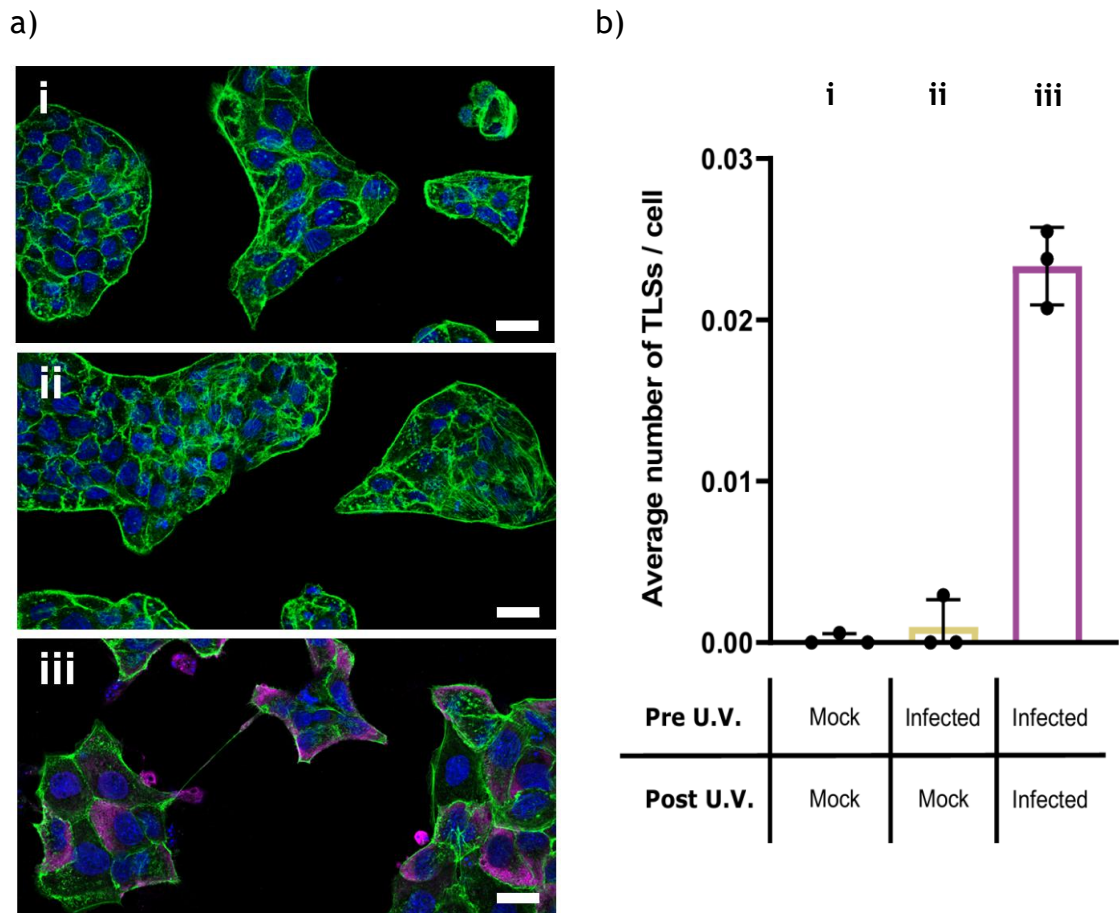 a)
i
ii
iii
b)
i ii iii
Average number of TLSs / cell
0.03
0.02
0.01
0.00
Pre U.V. Mock Infected Infected
Post U.V. Mock Mock Infected